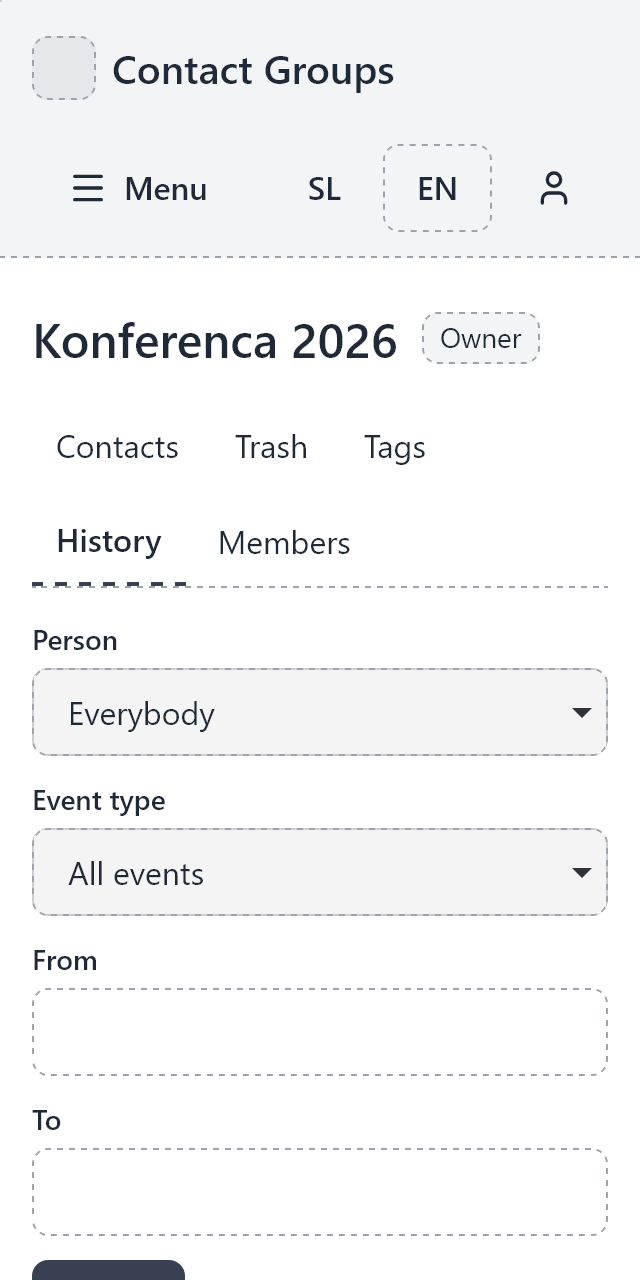 Contact Groups
Menu SL EN
Konferenca 2026 Owner
Contacts Trash Tags
History Members
Person
Everybody
Event type
All events
From
To